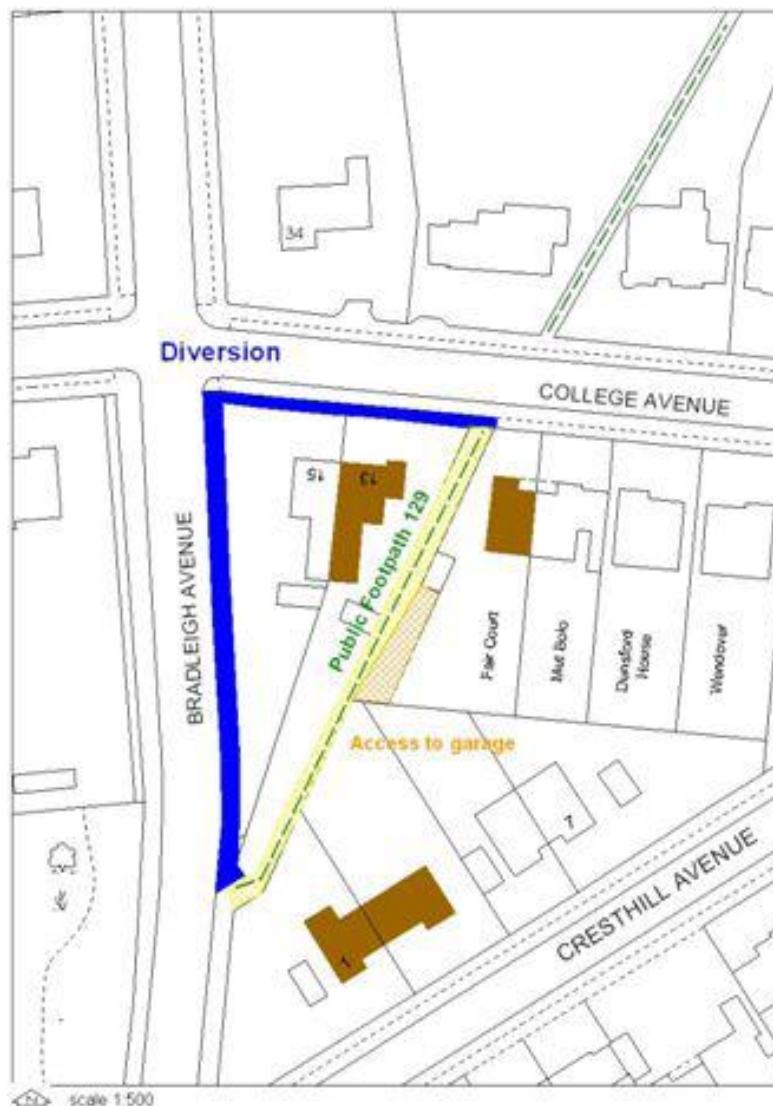 34
Diversion
COLLEGE AVENUE
15
13
Public Footpath 129
BRADLEIGH AVENUE
Fair Court
Mut Bolo
Dunsford
House
Wendover
Access to garage
7
CRESTHILL AVENUE
1
N
scale 1:500